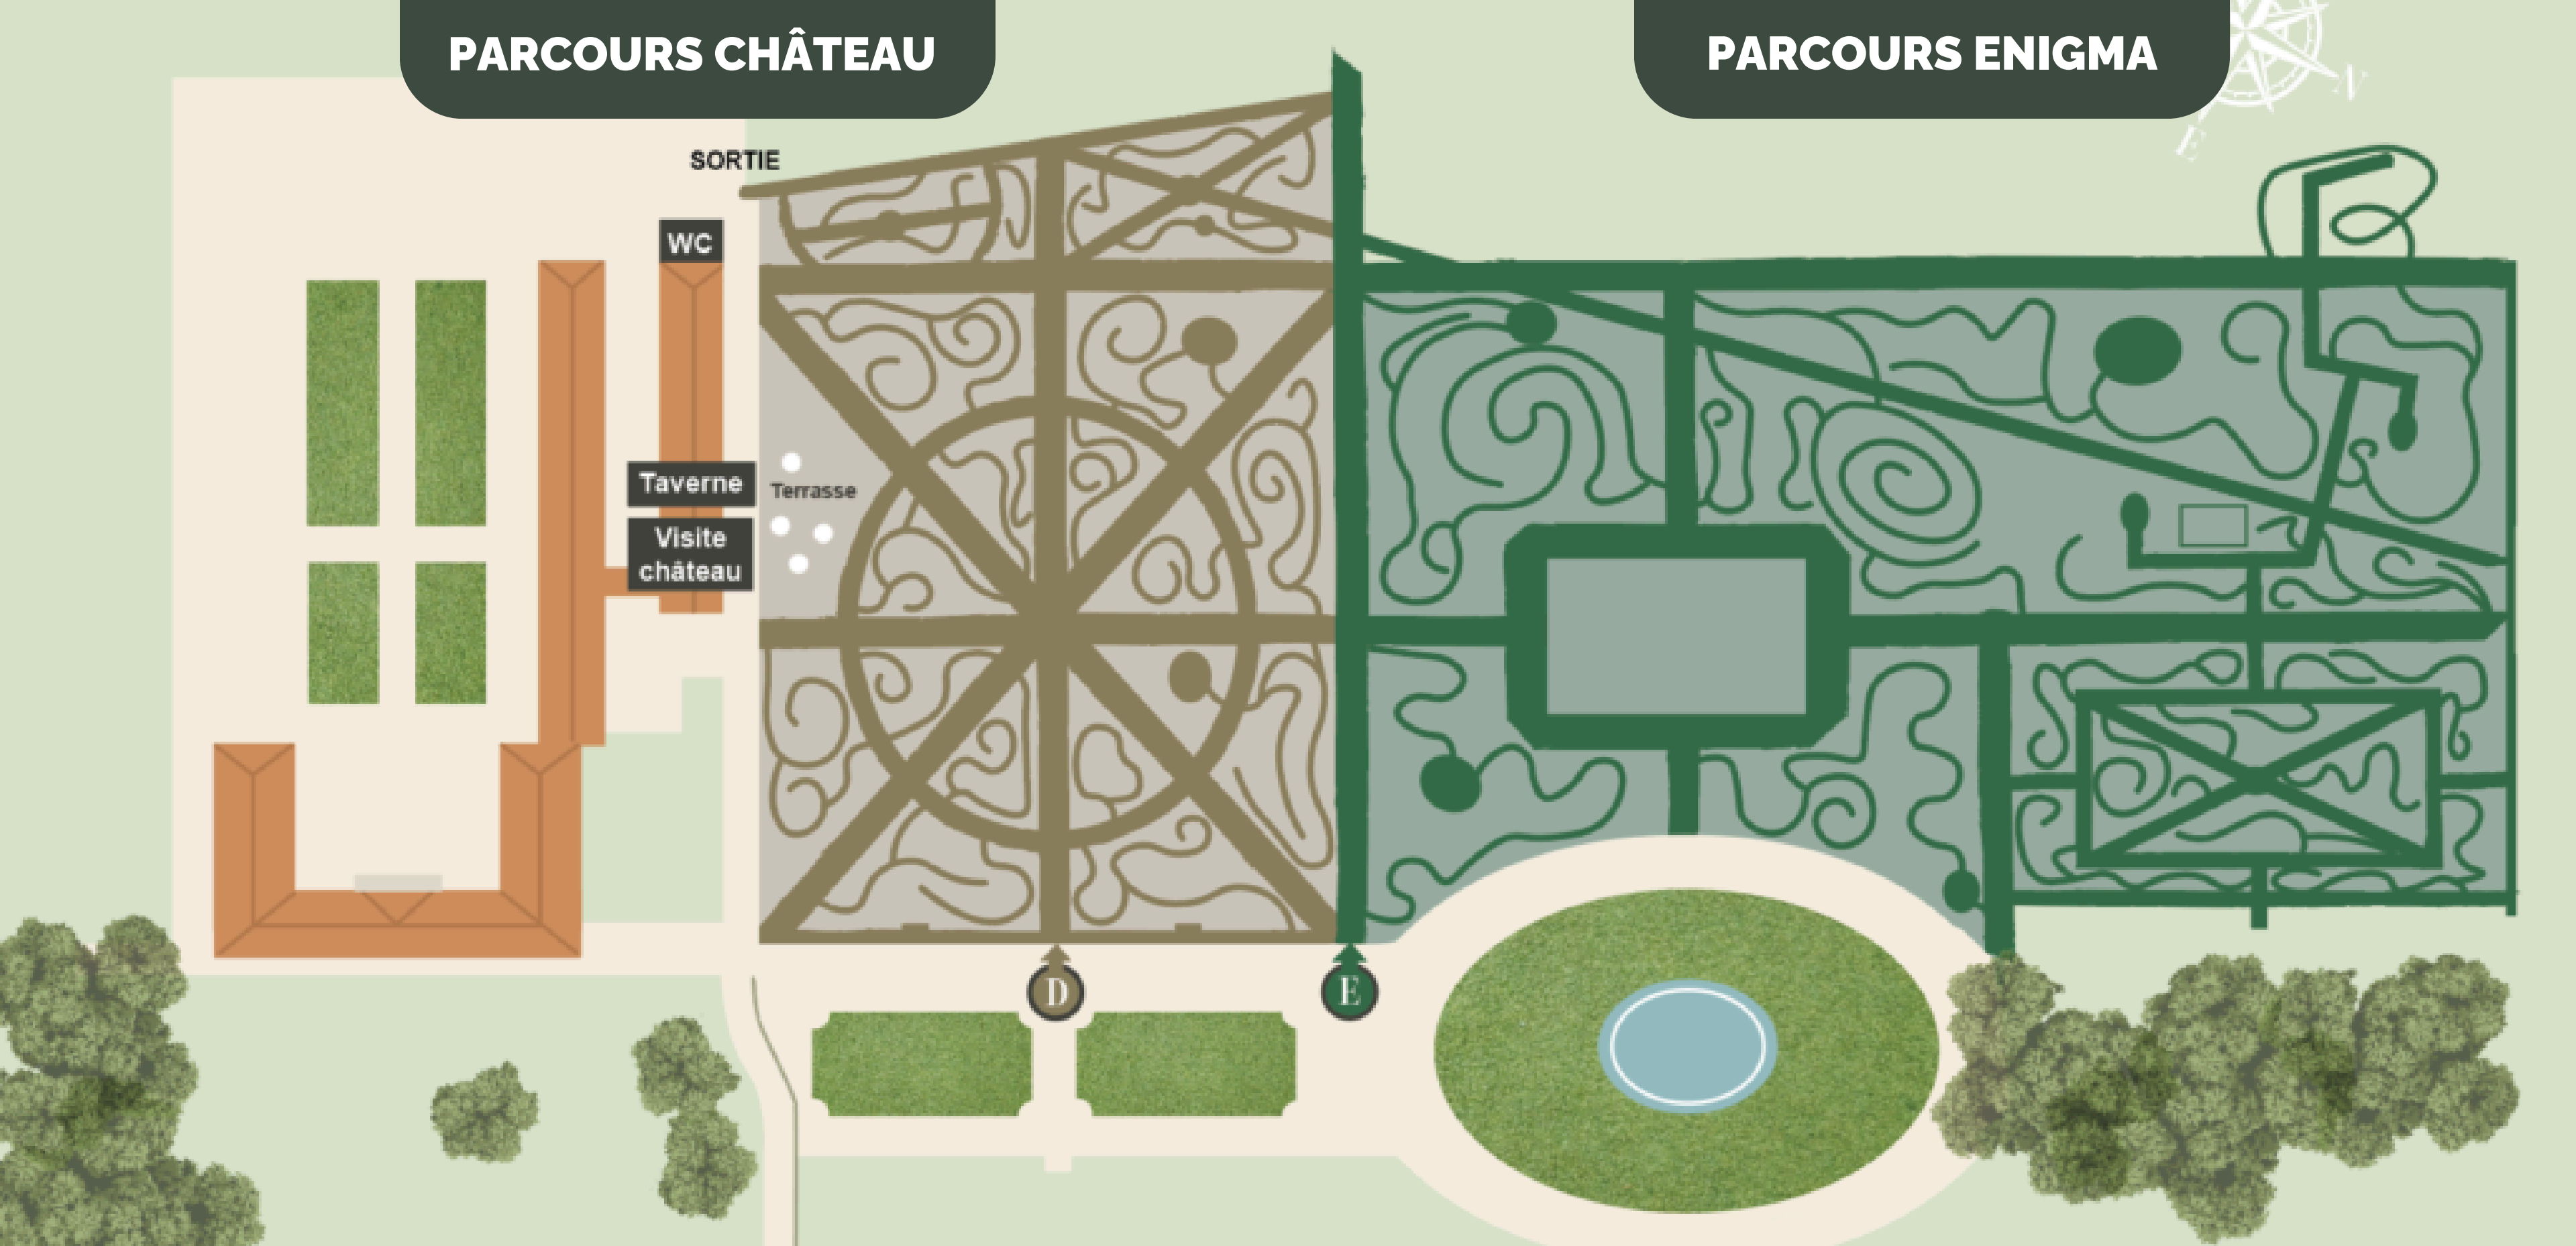 PARCOURS CHÂTEAU
PARCOURS ENIGMA
N
E
SORTIE
WC
Taverne
Terrasse
Visite
château
D
E